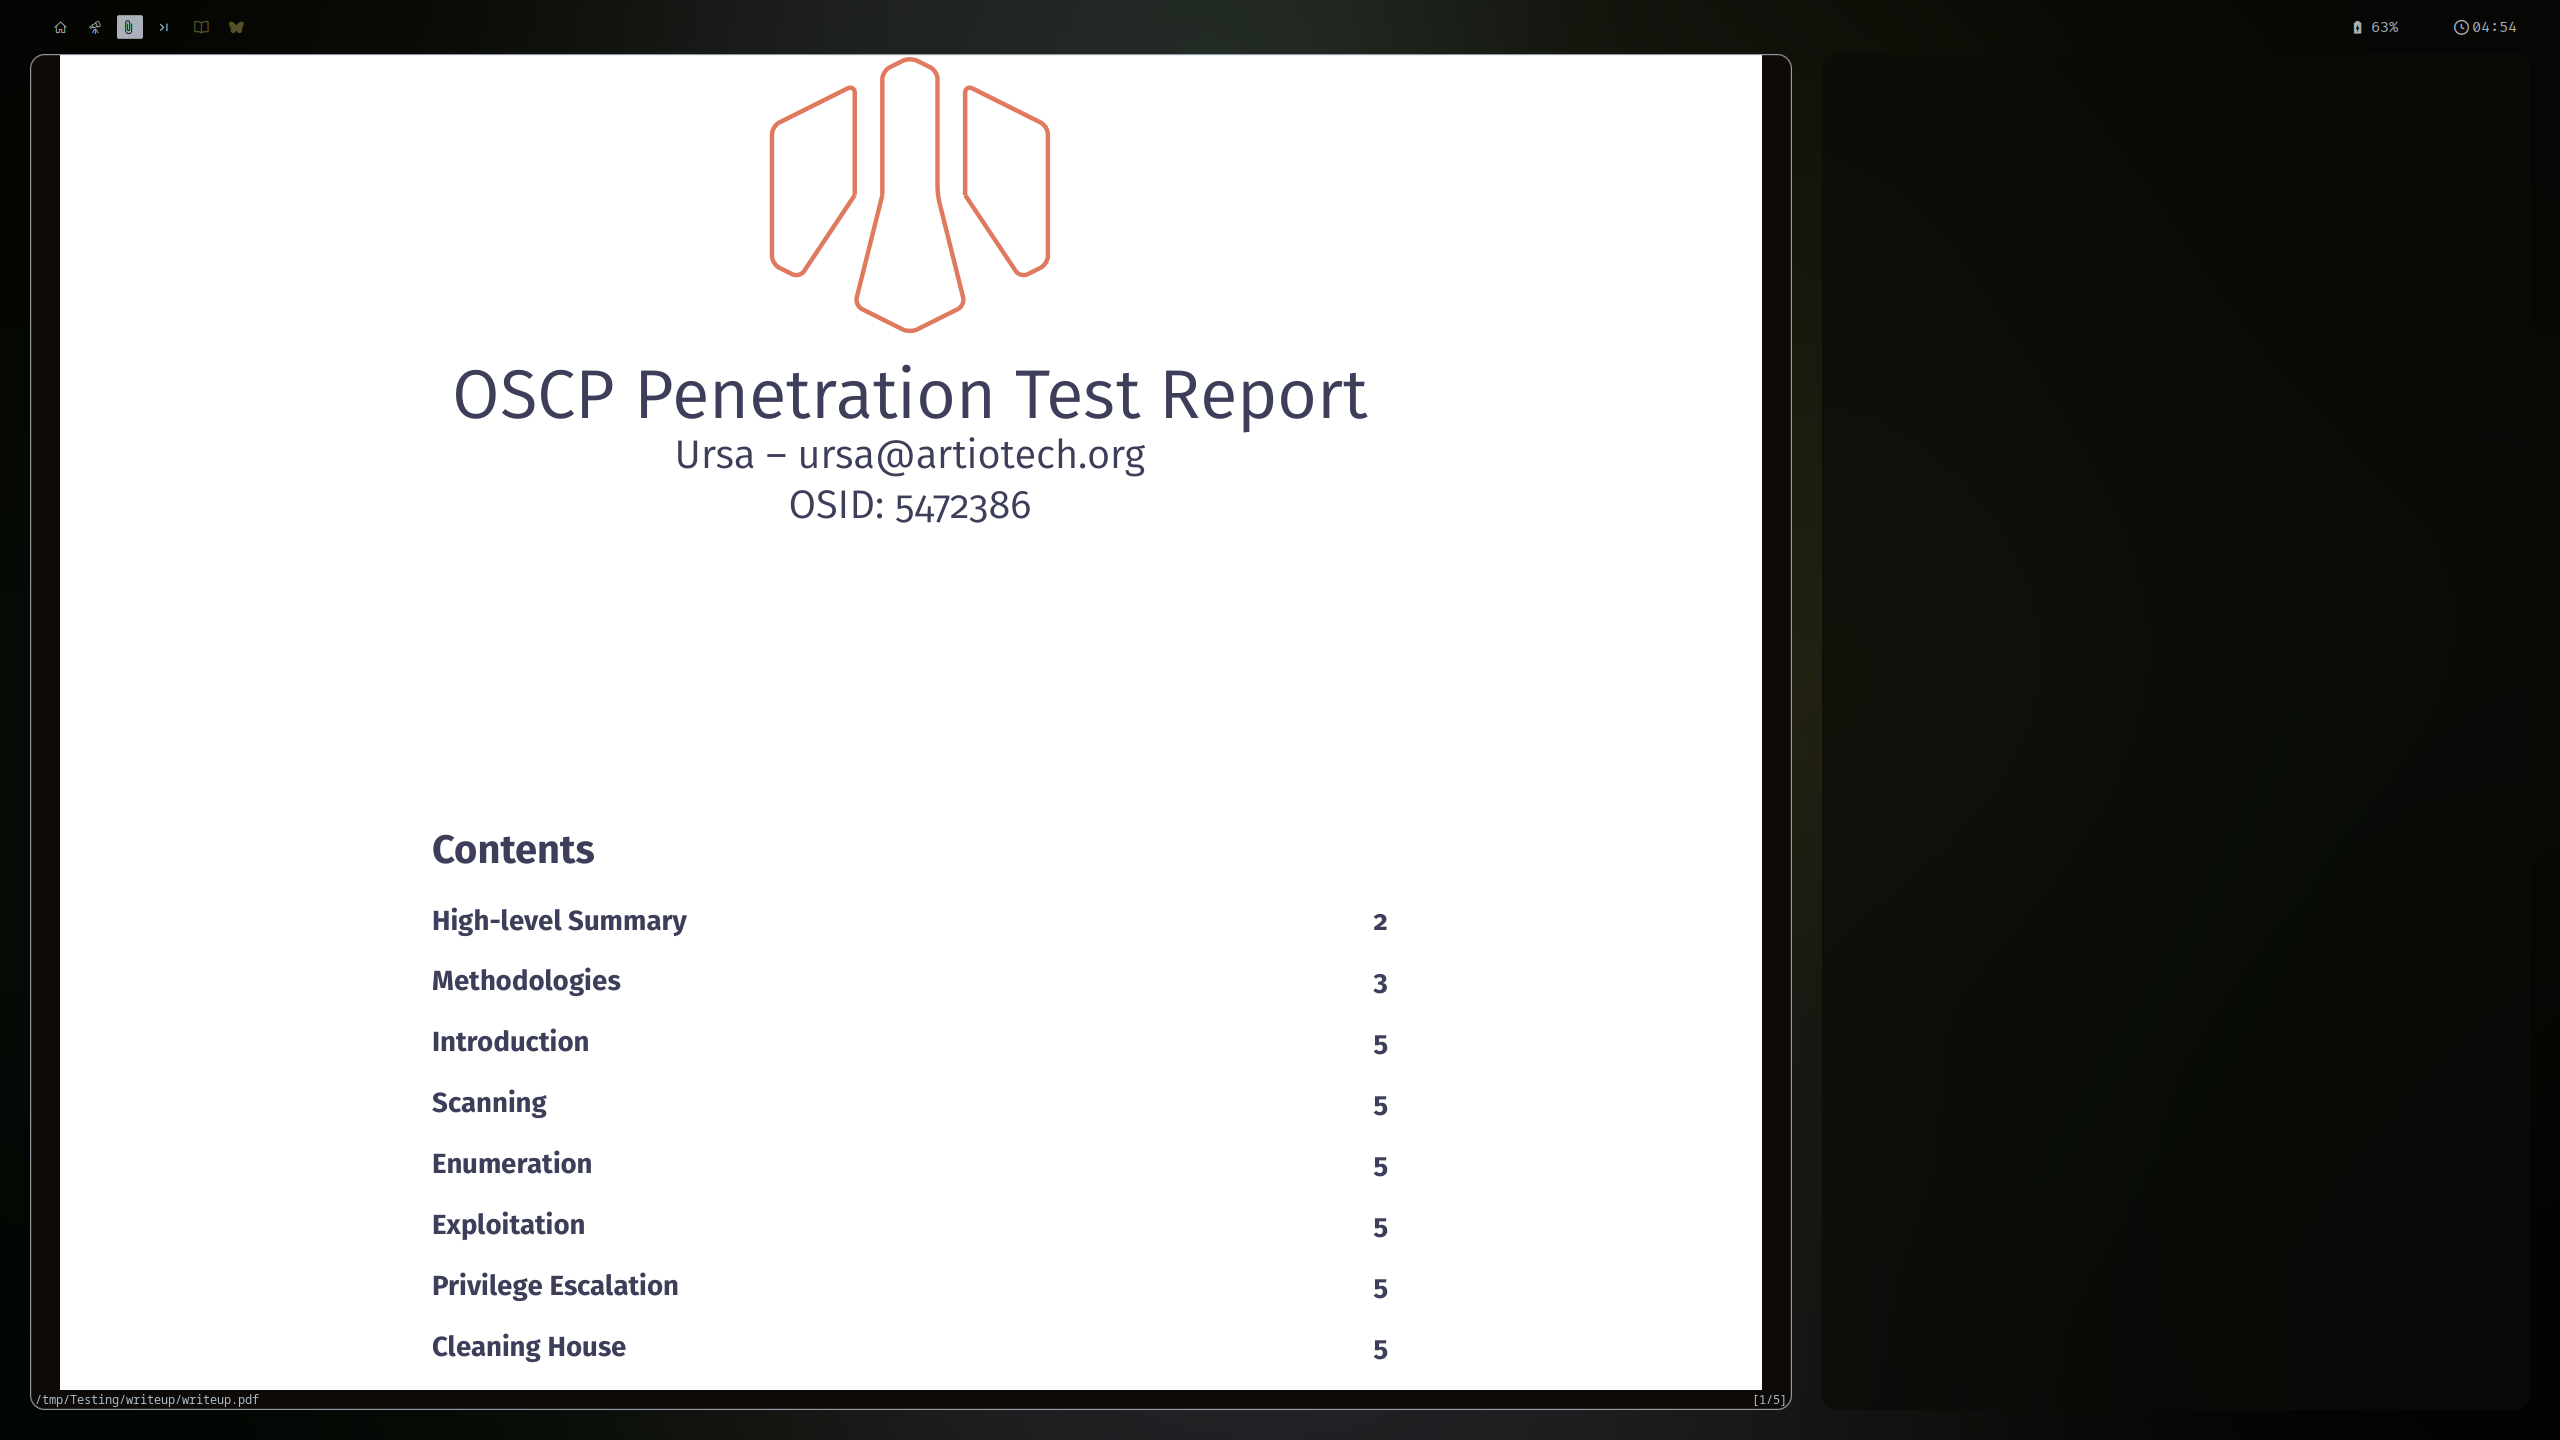 63% 04:54
OSCP Penetration Test Report
Ursa – ursa@artiotech.org
OSID: 5472386
Contents
High-level Summary 2
Methodologies 3
Introduction 5
Scanning 5
Enumeration 5
Exploitation 5
Privilege Escalation 5
Cleaning House 5
/tmp/Testing/writeup/writeup.pdf [1/5]